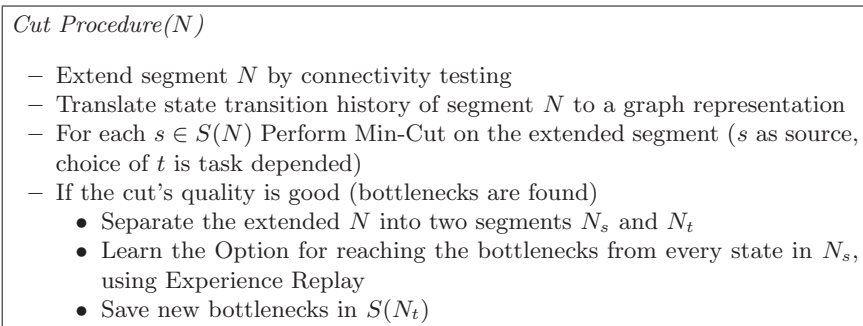 Cut Procedure(N)
– Extend segment N by connectivity testing
– Translate state transition history of segment N to a graph representation
– For each s ∈ S(N) Perform Min-Cut on the extended segment (s as source,
choice of t is task depended)
– If the cut's quality is good (bottlenecks are found)
• Separate the extended N into two segments Nₛ and Nₜ
• Learn the Option for reaching the bottlenecks from every state in Nₛ,
using Experience Replay
• Save new bottlenecks in S(Nₜ)